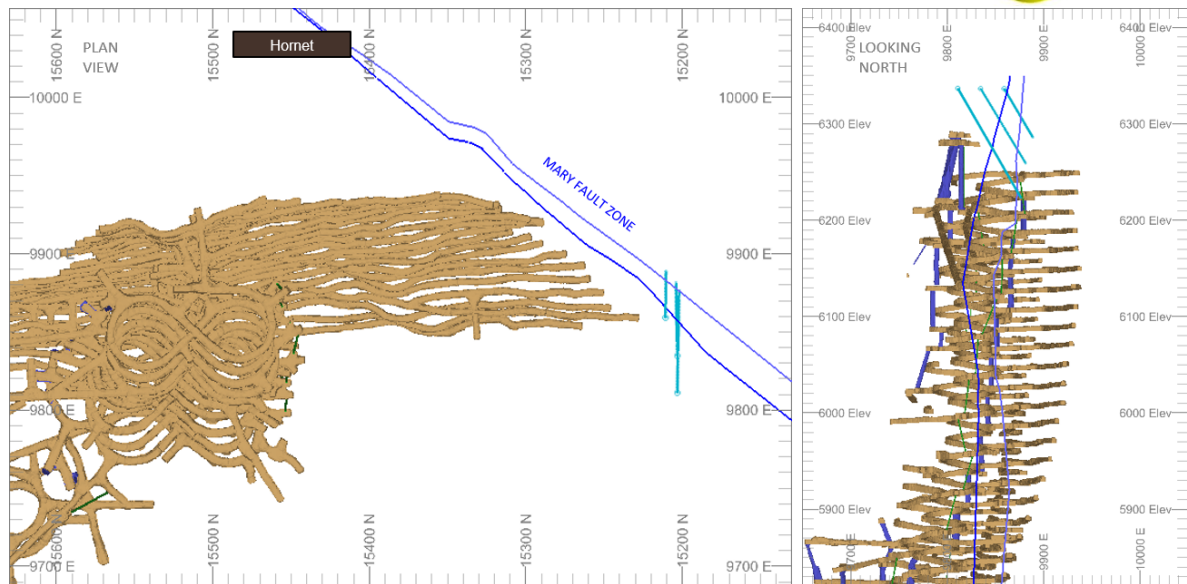 15600 N
15500 N
15400 N
15300 N
15200 N
PLAN
VIEW
Hornet
10000 E
10000 E
MARY FAULT ZONE
9900 E
9900 E
9800 E
9800 E
15600 N
15500 N
15400 N
15300 N
15200 N
9700 E
9700 E
9700 E
9800 E
9900 E
10000 E
6400 Elev
6400 Elev
LOOKING
NORTH
6300 Elev
6300 Elev
6200 Elev
6200 Elev
6100 Elev
6100 Elev
6000 Elev
6000 Elev
5900 Elev
5900 Elev
9700 E
9800 E
9900 E
10000 E